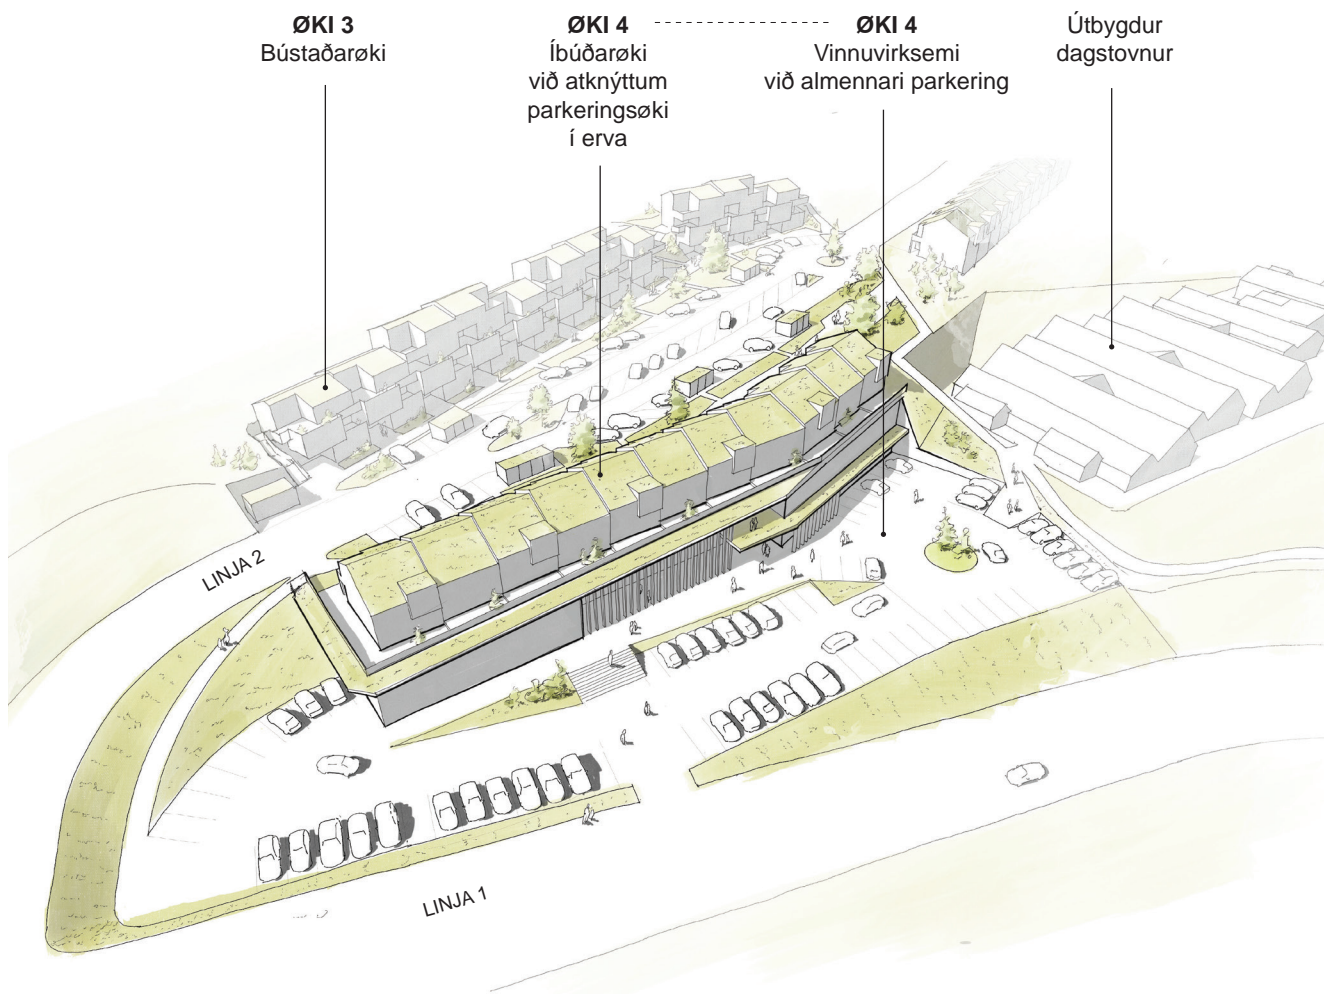 ØKI 3
Bústaðarøki
ØKI 4
Íbúðarøki
við atknýttum
parkeringsøki
í erva
ØKI 4
Vinnuvirksemi
við almennari parkering
Útbygdur
dagstovnur
LINJA 2
LINJA 1